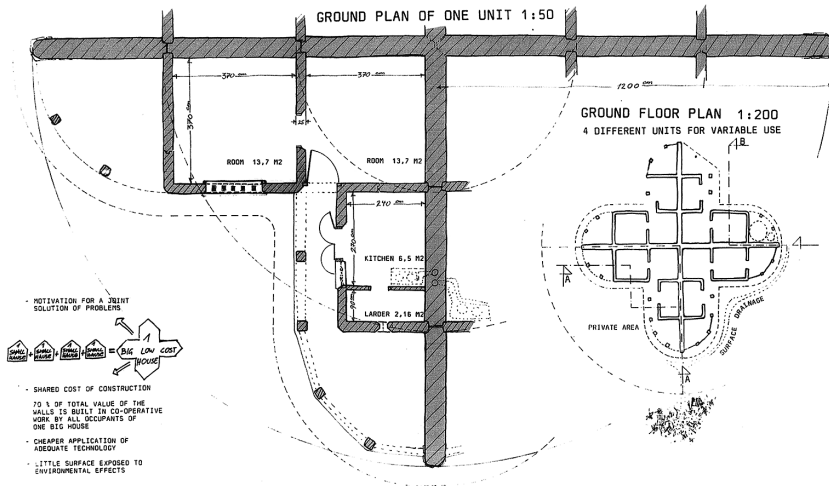 GROUND PLAN OF ONE UNIT 1:50
370 cm
370 cm
1200 cm
370 cm
25
GROUND FLOOR PLAN 1:200
4 DIFFERENT UNITS FOR VARIABLE USE
B
ROOM 13,7 M2
ROOM 13,7 M2
240 cm
270 cm
KITCHEN 6,5 M2
90 cm
LARDER 2,16 M2
A
A
A
PRIVATE AREA
SURFACE DRAINAGE
- MOTIVATION FOR A JOINT
SOLUTION OF PROBLEMS
SMALL HOUSE + SMALL HOUSE + SMALL HOUSE + SMALL HOUSE = 1 BIG LOW COST HOUSE
- SHARED COST OF CONSTRUCTION
70 % OF TOTAL VALUE OF THE
WALLS IS BUILT IN CO-OPERATIVE
WORK BY ALL OCCUPANTS OF
ONE BIG HOUSE
- CHEAPER APPLICATION OF
ADEQUATE TECHNOLOGY
- LITTLE SURFACE EXPOSED TO
ENVIRONMENTAL EFFECTS